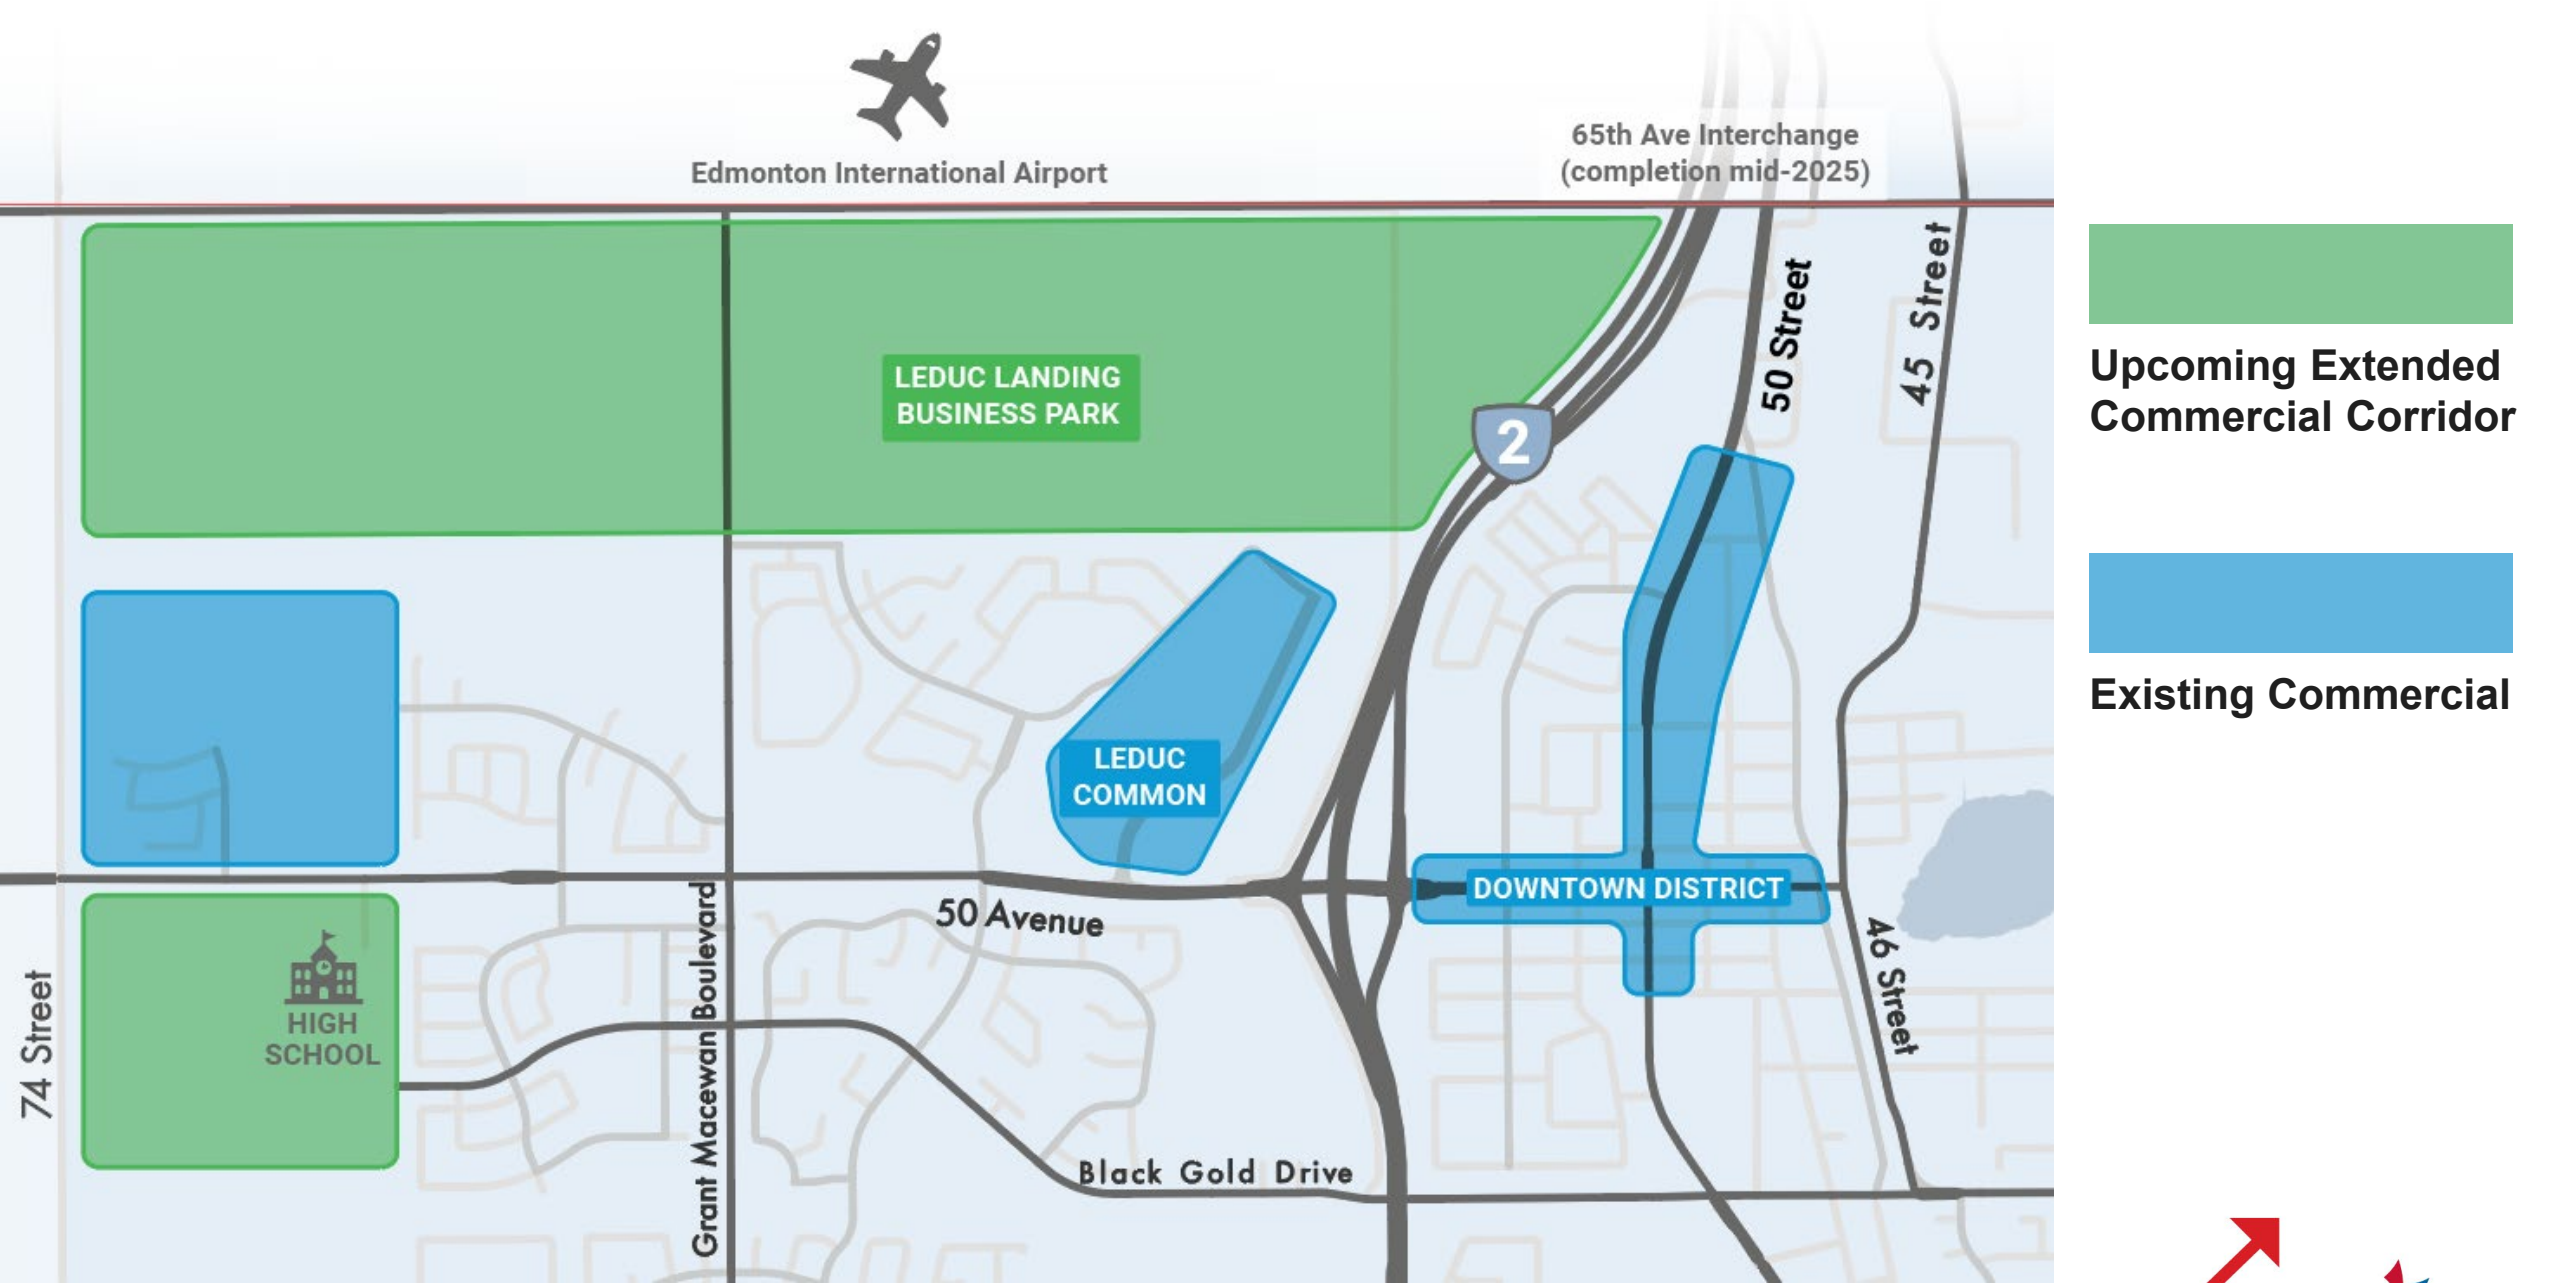 Edmonton International Airport
65th Ave Interchange
(completion mid-2025)
50 Street
45 Street
LEDUC LANDING
BUSINESS PARK
2
Upcoming Extended
Commercial Corridor
Existing Commercial
LEDUC
COMMON
DOWNTOWN DISTRICT
50 Avenue
46 Street
HIGH
SCHOOL
74 Street
Grant Macewan Boulevard
Black Gold Drive